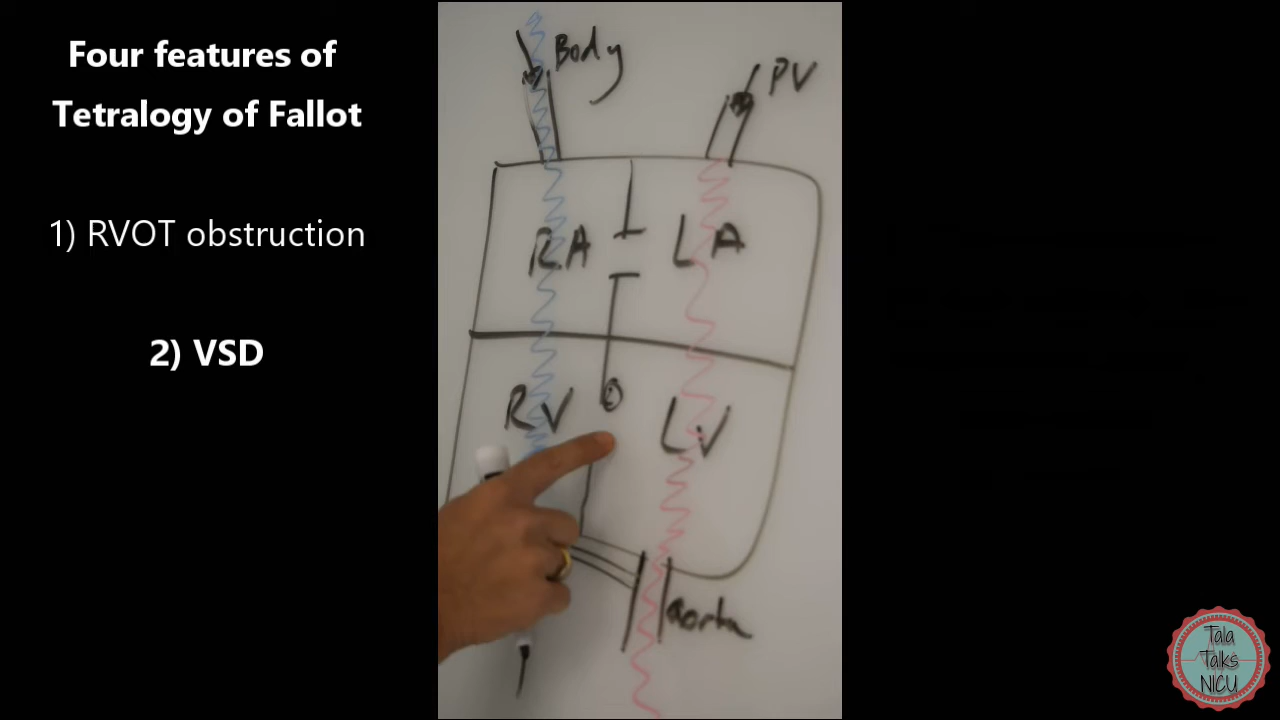 Four features of
Tetralogy of Fallot
1) RVOT obstruction
2) VSD
Body
PV
RA
LA
RV
②
LV
aorta
Tala
Talks
NICU